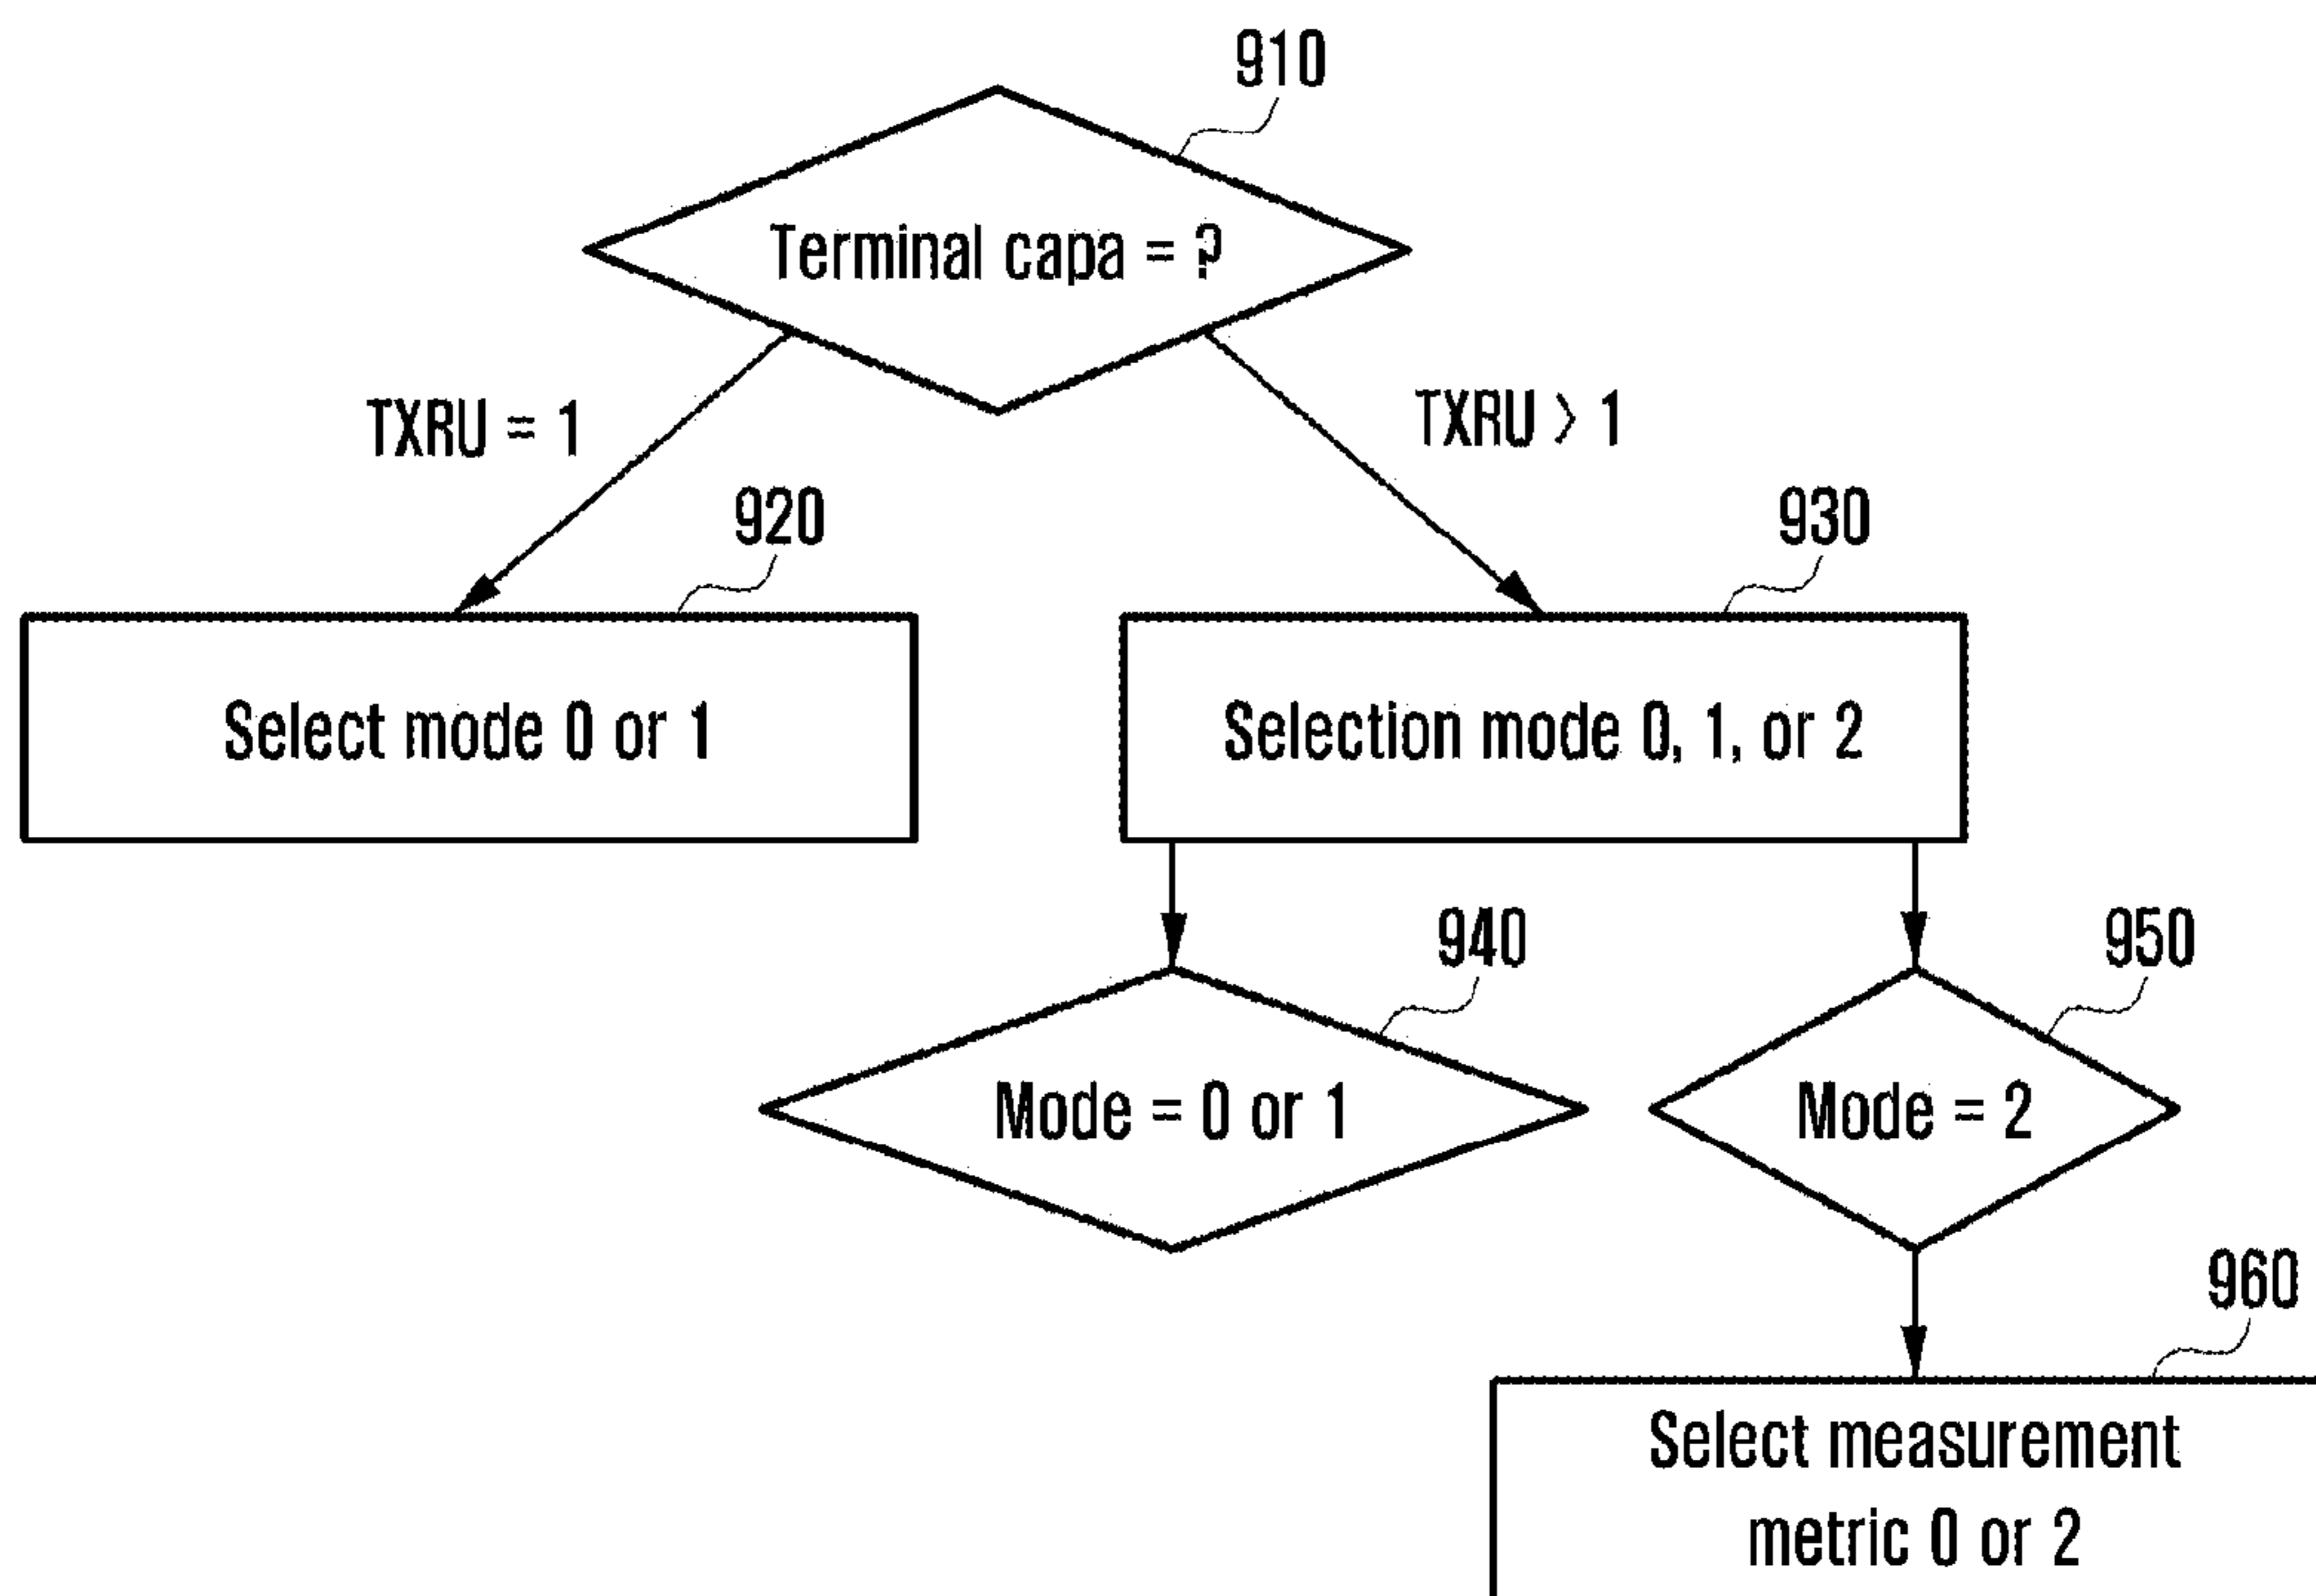 910
Terminal capa = ?
TXRU = 1
TXRU > 1
920
930
Select mode 0 or 1
Selection mode 0, 1, or 2
940
950
Mode = 0 or 1
Mode = 2
960
Select measurement
metric 0 or 2